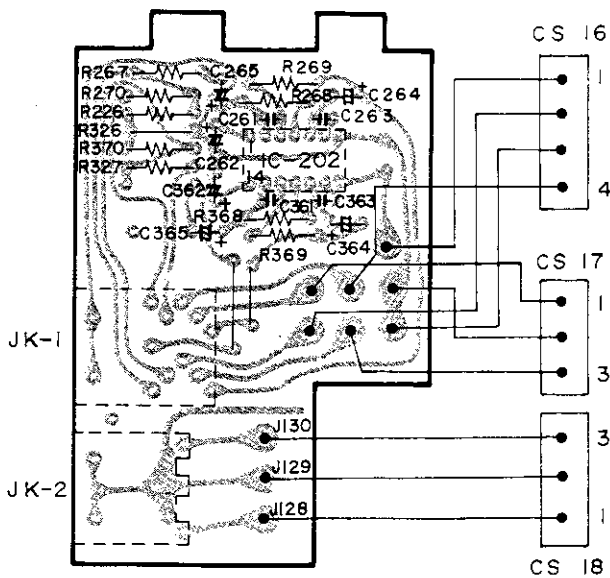 CS 16
1
4
R267
C265
R269
R270
R268
C264
R226
C261
C263
R326
IC-202
R370
C262
R327
14
C362
C361
C363
R368
C365
R369
C364
CS 17
1
3
JK-1
JK-2
J130
J129
J128
3
1
CS 18